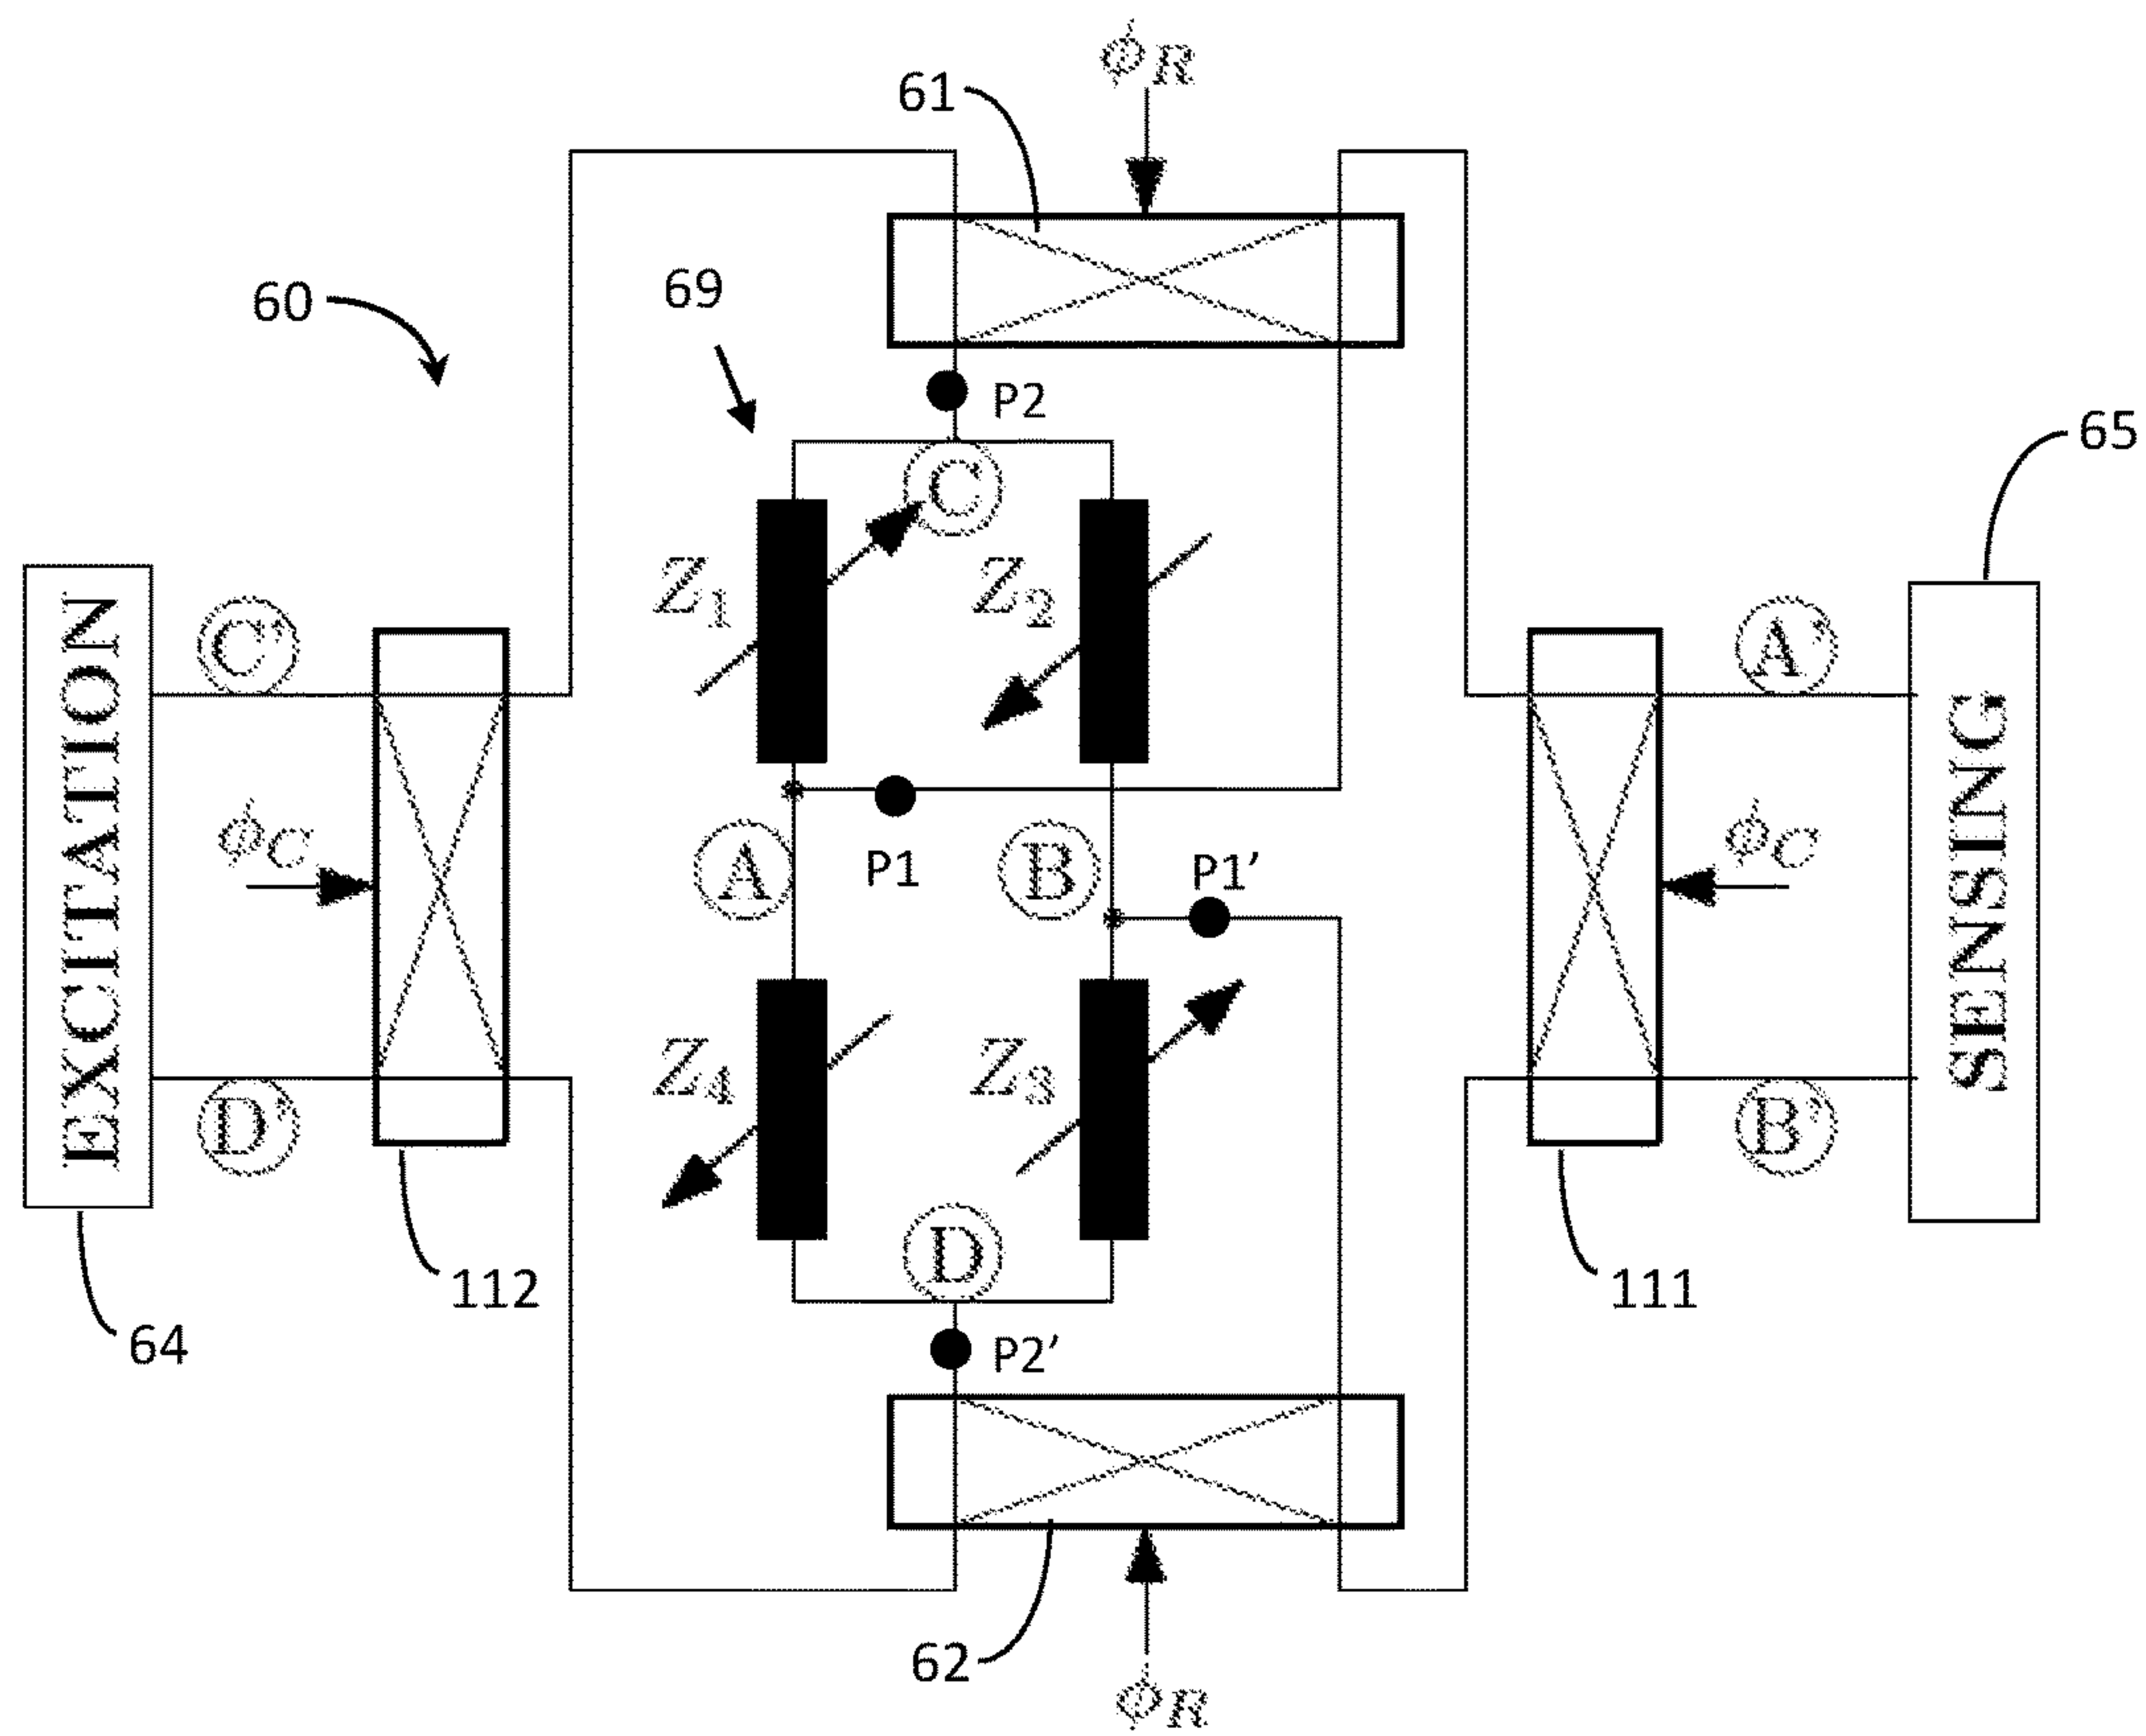 ϕR
61
60
69
P2
C
65
Z1
Z2
C'
A'
EXCITATION
SENSING
ϕC
ϕC
P1
A
B
P1'
Z4
Z3
D'
B'
D
112
111
64
P2'
62
ϕR